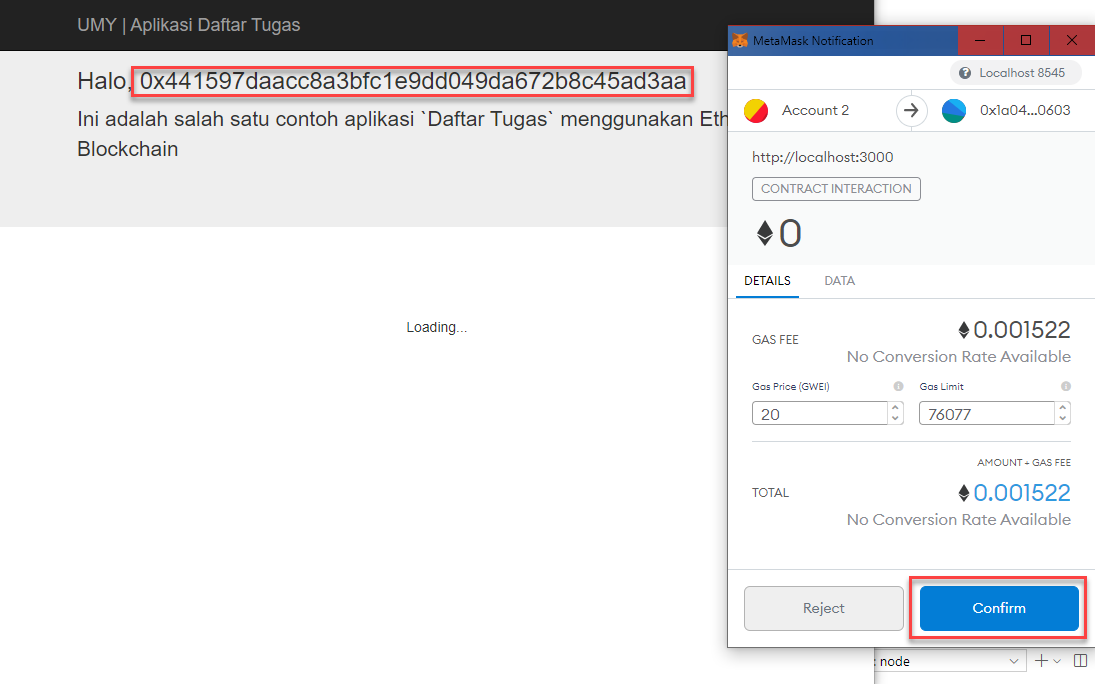 UMY | Aplikasi Daftar Tugas
Halo, 0x441597daacc8a3bfc1e9dd049da672b8c45ad3aa
Ini adalah salah satu contoh aplikasi `Daftar Tugas` menggunakan Eth
Blockchain
Loading...
MetaMask Notification
Localhost 8545
Account 2
0x1a04...0603
http://localhost:3000
CONTRACT INTERACTION
0
DETAILS DATA
GAS FEE
0.001522
No Conversion Rate Available
Gas Price (GWEI) Gas Limit
20 76077
AMOUNT + GAS FEE
TOTAL
0.001522
No Conversion Rate Available
Reject Confirm
: node